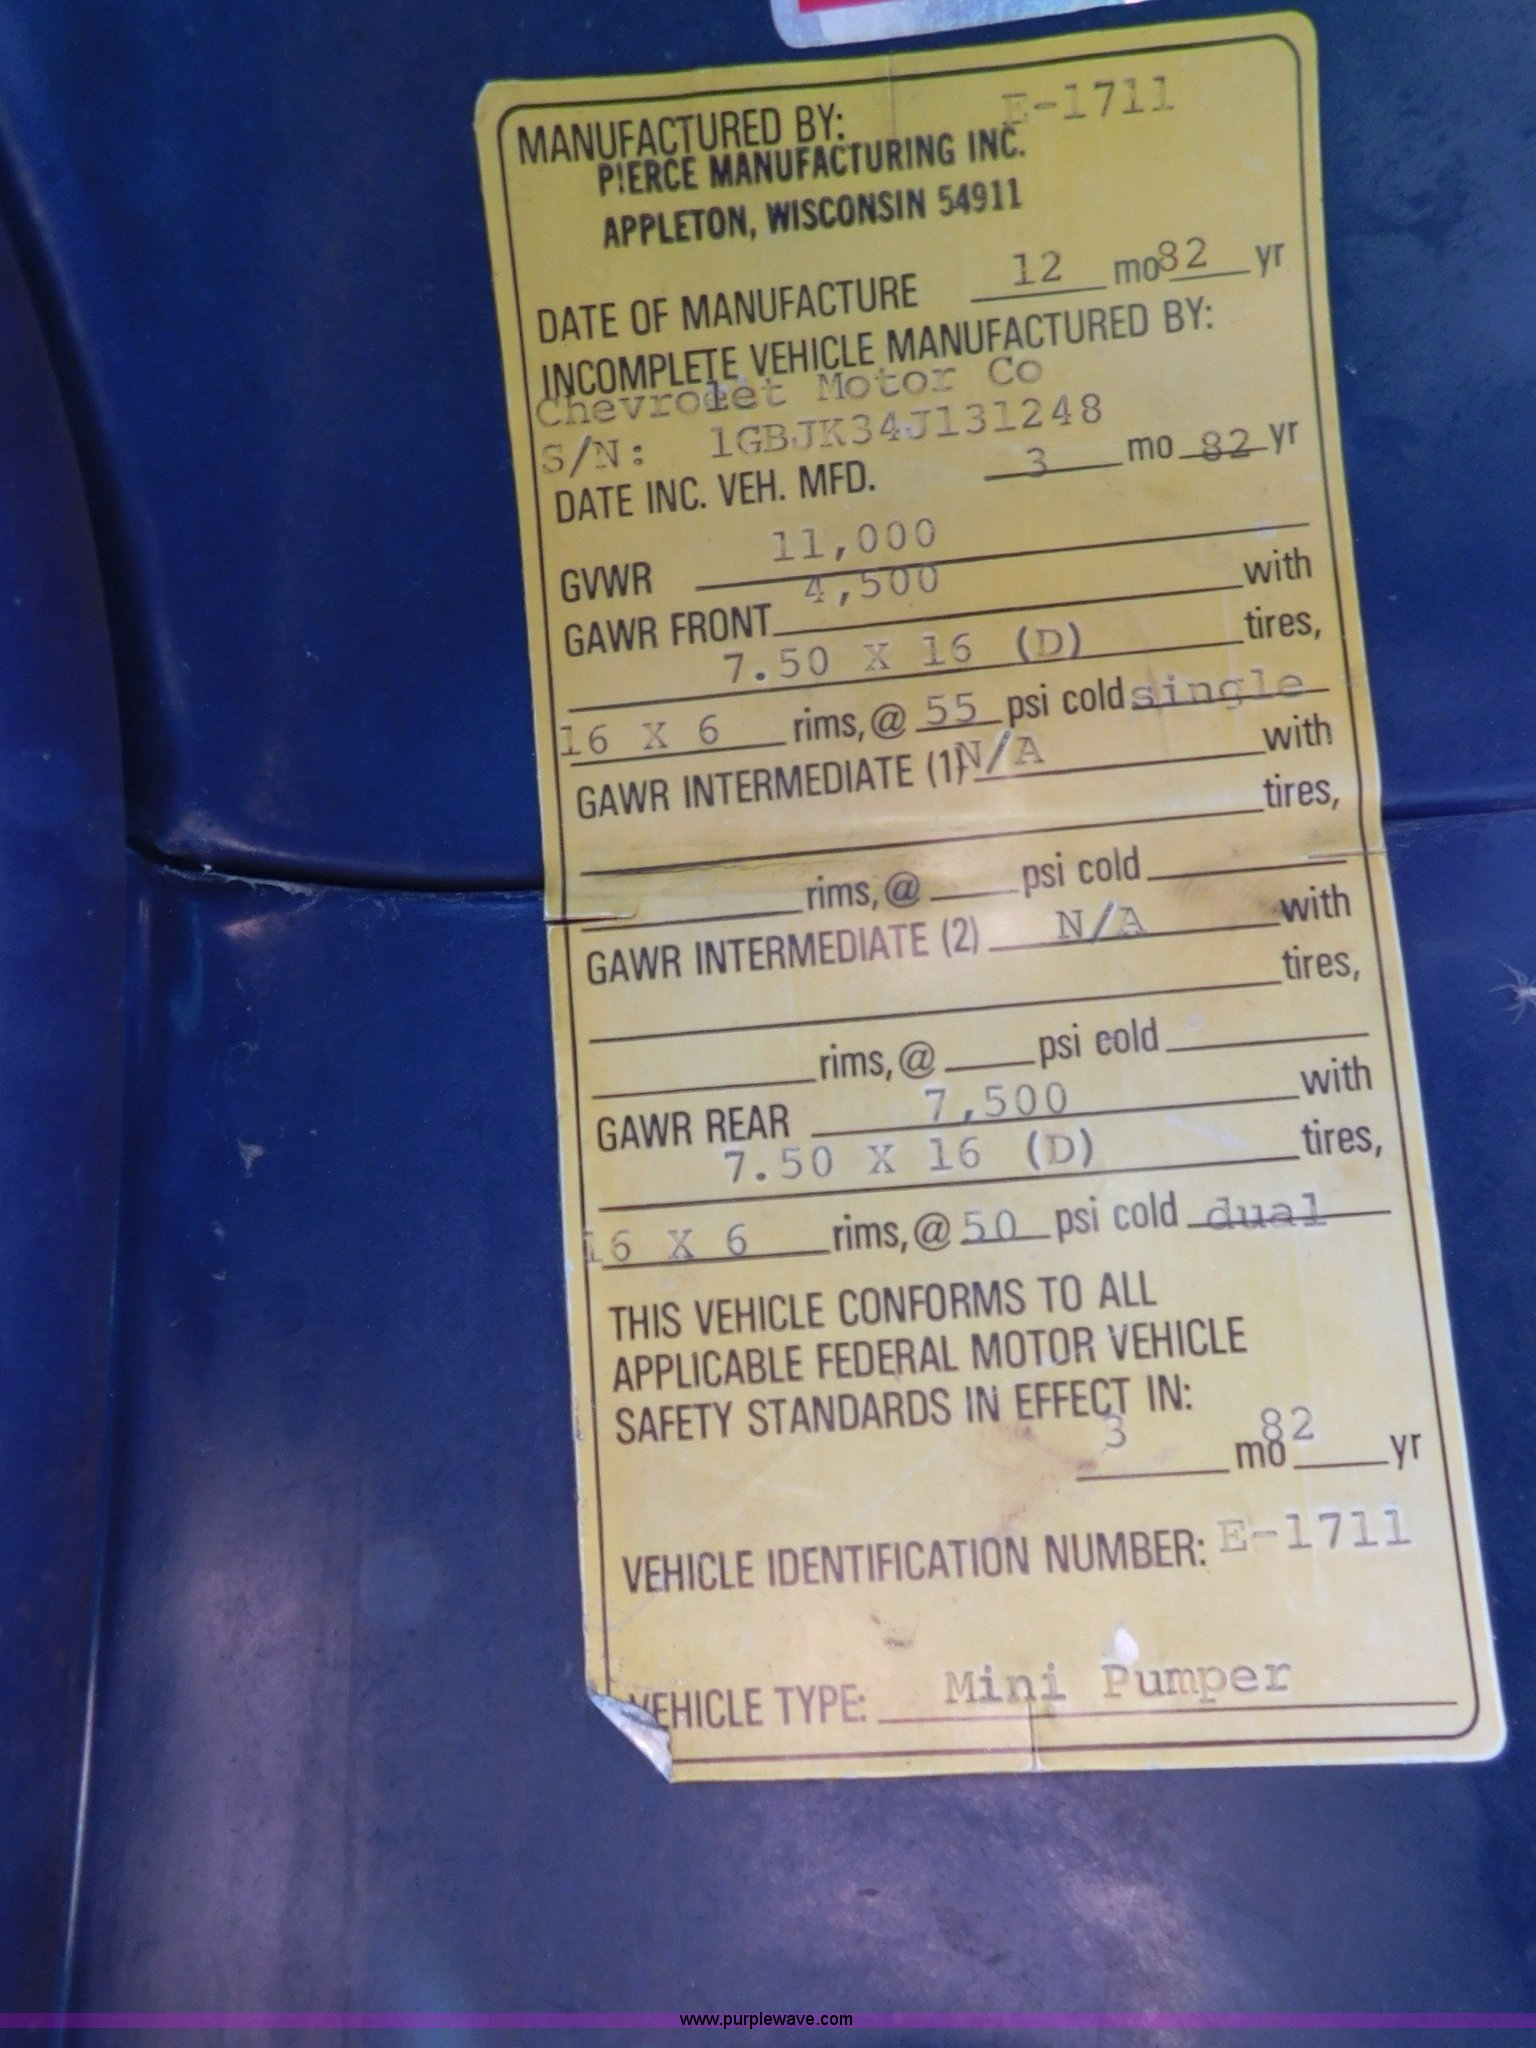 MANUFACTURED BY: E-1711
PIERCE MANUFACTURING INC.
APPLETON, WISCONSIN 54911
DATE OF MANUFACTURE 12 mo 82 yr
INCOMPLETE VEHICLE MANUFACTURED BY:
Chevrolet Motor Co
S/N: 1GBJK34J131248
DATE INC. VEH. MFD. 3 mo 82 yr
GVWR 11,000
GAWR FRONT 4,500 with
7.50 X 16 (D) tires,
16 X 6 rims, @ 55 psi cold single
GAWR INTERMEDIATE (1) N/A with
tires,
rims, @ psi cold
GAWR INTERMEDIATE (2) N/A with
tires,
rims, @ psi cold
GAWR REAR 7,500 with
7.50 X 16 (D) tires,
16 X 6 rims, @ 50 psi cold dual
THIS VEHICLE CONFORMS TO ALL
APPLICABLE FEDERAL MOTOR VEHICLE
SAFETY STANDARDS IN EFFECT IN:
3 mo 82 yr
VEHICLE IDENTIFICATION NUMBER: E-1711
VEHICLE TYPE: Mini Pumper
www.purplewave.com